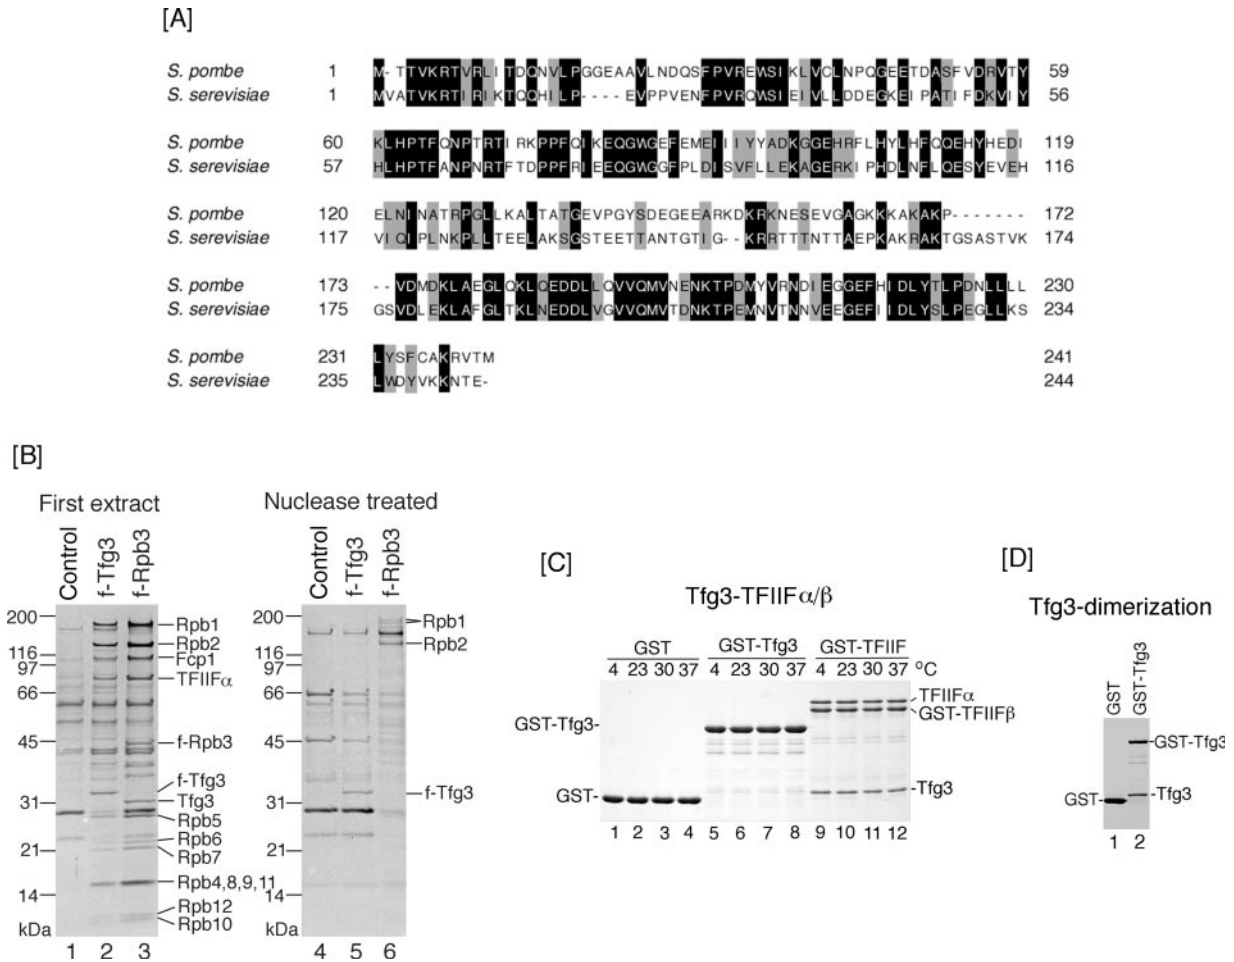 [A]
S. pombe 1 M-TTVKRTVRLITDQNVLPGGEAAVLNDQSFPVREWSIKLVCLNPQGEETDASFVDRVTY 59
S. serevisiae 1 MVATVKRTIRIKTQQHILP----EVPPVENFPVRQWSIEIVLLDDEGKEIPATIFDKVIY 56
S. pombe 60 KLHPTFQNPTRTIRKPPFQIKEQGWGEFEMEIIIYYADKGGEHRFLHYLHFQQEHYHEDI 119
S. serevisiae 57 HLHPTFANPNRTFTDPPFRIEEQGWGGFPLDISVFLLEKAGERKIPHDLNFLQESYEVEH 116
S. pombe 120 ELNINATRPGLLKALTATGEVPGYSDEGEEARKDKRKNESEVGAGKKKAKAKP------- 172
S. serevisiae 117 VIQIPLNKPLLTEELAKSGSTEETTANTGTIG--KRRTTTNTTAEPKAKRAKTGSASTVK 174
S. pombe 173 --VDMDKLAEGLQKLQEDDLLQVVQMVNENKTPDMYVRNDIEGGEFHIDLYTLPDNLLLL 230
S. serevisiae 175 GSVDLEKLAFGLTKLNEDDLVGVVQMVTDNKTPEMNVTNNVEEGEFIIDLYSLPEGLLKS 234
S. pombe 231 LYSFCAKRVTM 241
S. serevisiae 235 LWDYVKKNTE- 244
[B]
First extract
Control f-Tfg3 f-Rpb3
200
116
97
66
45
31
21
14
kDa
Rpb1
Rpb2
Fcp1
TFIIFα
f-Rpb3
f-Tfg3
Tfg3
Rpb5
Rpb6
Rpb7
Rpb4,8,9,11
Rpb12
Rpb10
1 2 3
Nuclease treated
Control f-Tfg3 f-Rpb3
200
116
97
66
45
31
21
14
kDa
Rpb1
Rpb2
f-Tfg3
4 5 6
[C]
Tfg3-TFIIFα/β
GST GST-Tfg3 GST-TFIIF
4 23 30 37 4 23 30 37 4 23 30 37 ºC
GST-Tfg3-
GST-
TFIIFα
GST-TFIIFβ
Tfg3
1 2 3 4 5 6 7 8 9 10 11 12
[D]
Tfg3-dimerization
GST GST-Tfg3
GST-Tfg3
GST-
Tfg3
1 2